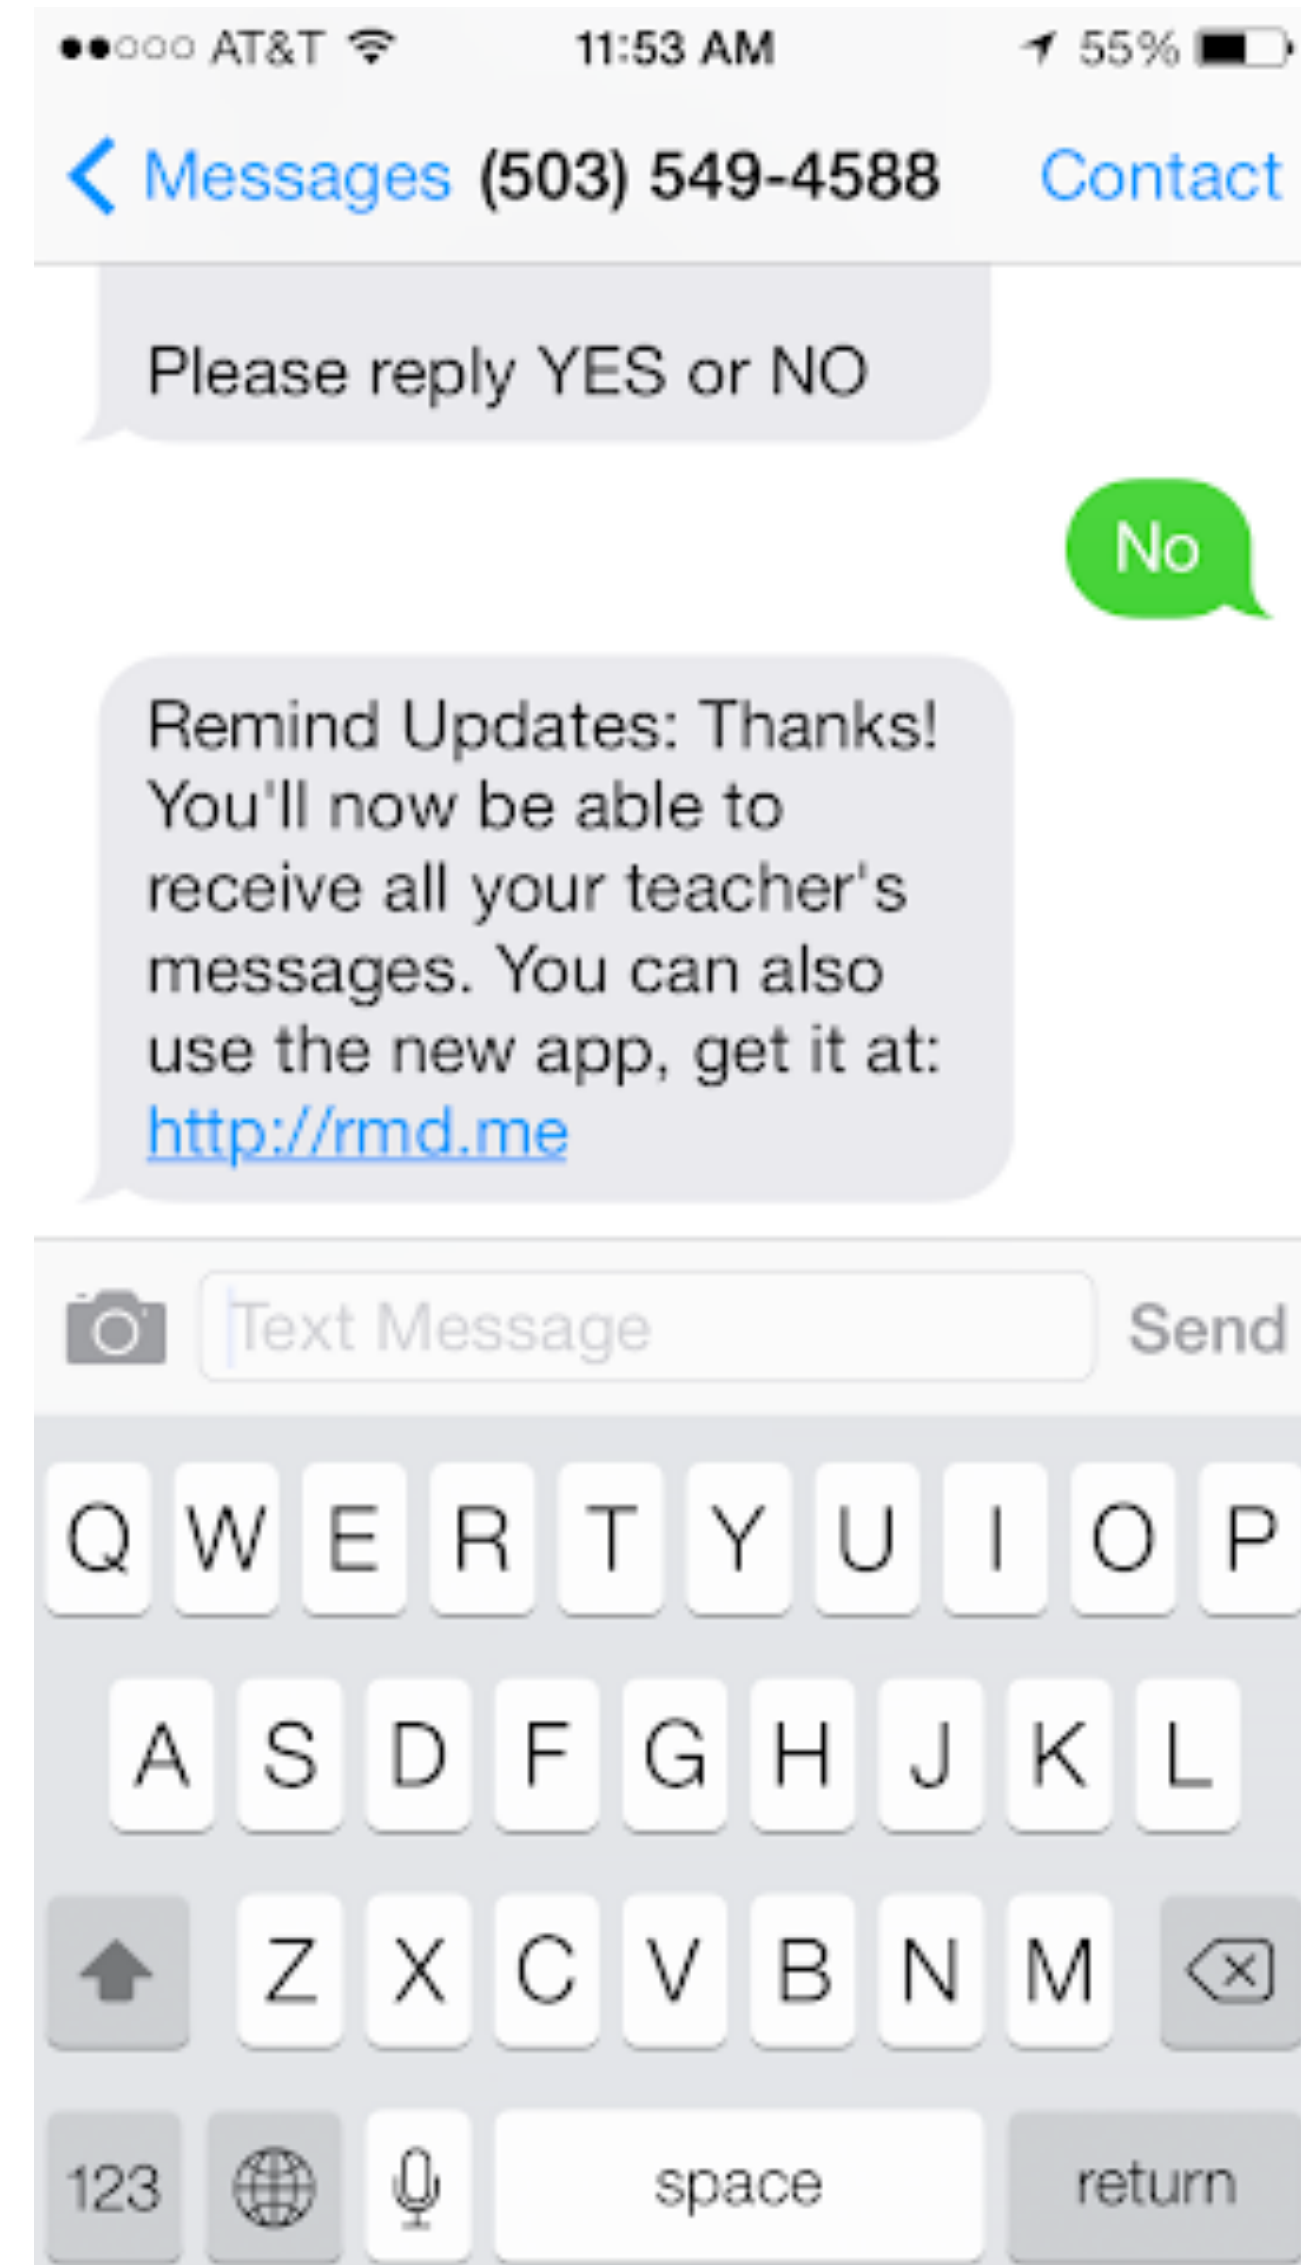 AT&T 11:53 AM 55%
Messages (503) 549-4588 Contact
Please reply YES or NO
No
Remind Updates: Thanks!
You'll now be able to
receive all your teacher's
messages. You can also
use the new app, get it at:
http://rmd.me
Text Message Send
Q W E R T Y U I O P
A S D F G H J K L
Z X C V B N M
123 space return